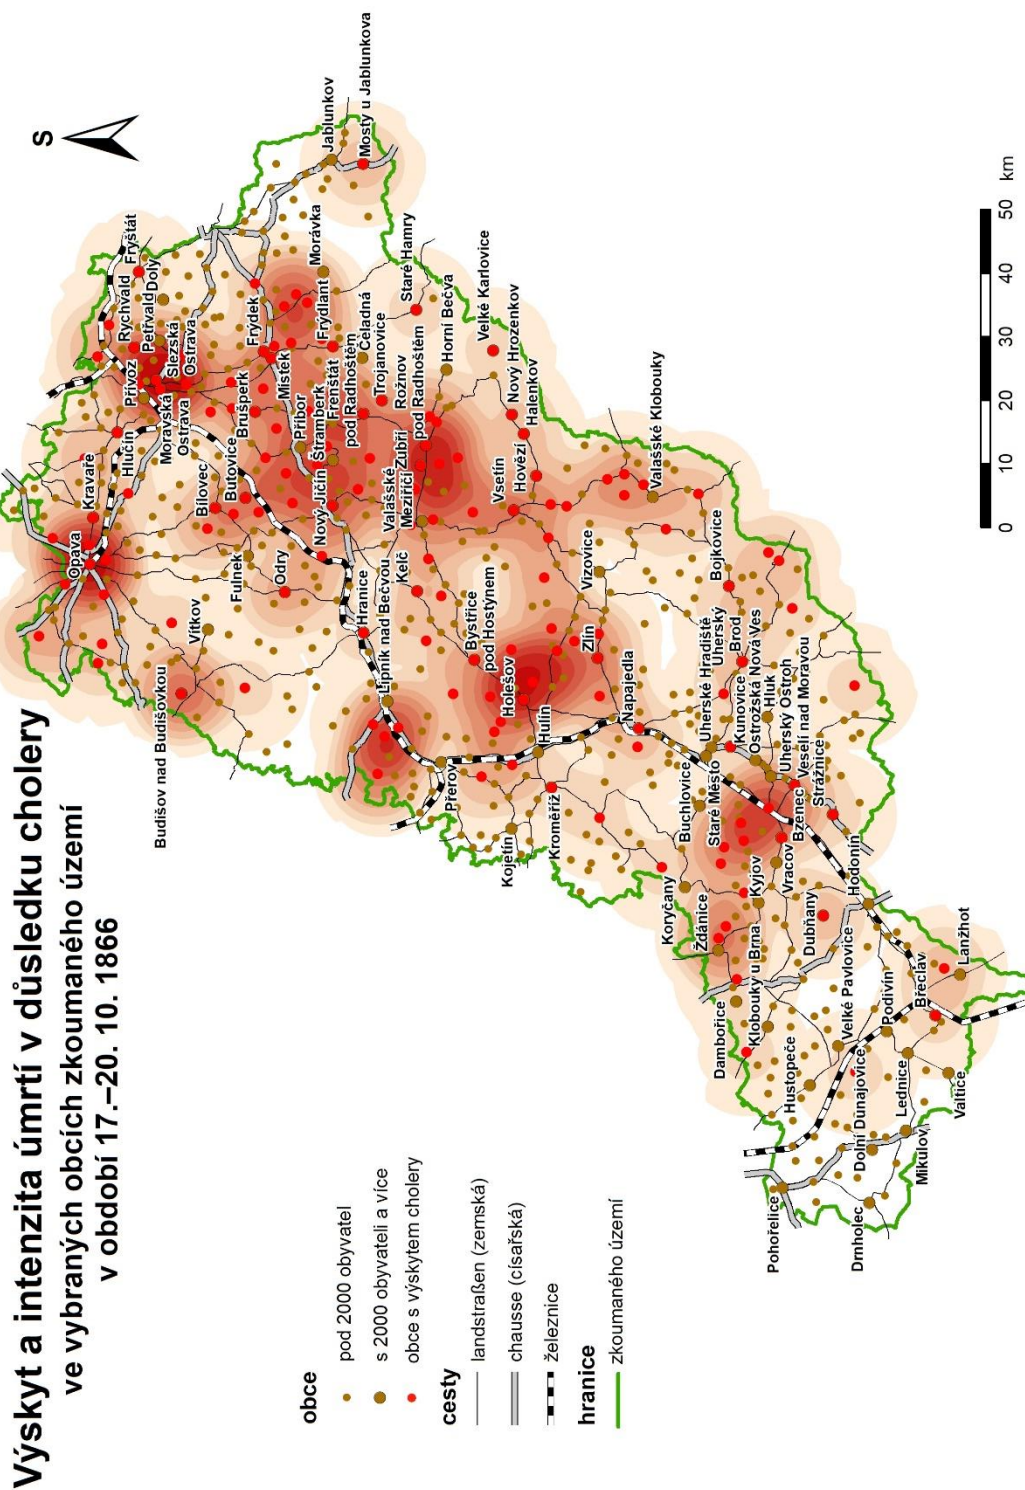 Výskyt a intenzita úmrtí v důsledku cholery
ve vybraných obcích zkoumaného území
v období 17.–20. 10. 1866
S
obce
pod 2000 obyvatel
s 2000 obyvateli a více
obce s výskytem cholery
cesty
landstraßen (zemská)
chausse (císařská)
železnice
hranice
zkoumaného území
Opava
Kravaře
Hlučín
Přívoz
Rychvald
Fryštát
Petřvald
Doly
Slezská
Ostrava
Moravská
Ostrava
Budišov nad Budišovkou
Vítkov
Bílovec
Butovice
Brušperk
Fulnek
Odry
Místek
Frýdek
Příbor
Štramberk
Nový Jičín
Frenštát
pod Radhoštěm
Frýdlant
Morávka
Jablunkov
Mosty u Jablunkova
Čeladná
Trojanovice
Staré Hamry
Hranice
Lipník nad Bečvou
Kelč
Valašské
Meziříčí
Zubří
Rožnov
pod Radhoštěm
Horní Bečva
Velké Karlovice
Nový Hrozenkov
Halenkov
Hovězí
Vsetín
Přerov
Bystřice
pod Hostýnem
Holešov
Hulín
Kojetín
Kroměříž
Zlín
Vizovice
Napajedla
Valašské Klobouky
Bojkovice
Uherské Hradiště
Uherský
Brod
Kunovice
Ostrožská Nová Ves
Hluk
Uherský Ostroh
Veselí nad Moravou
Strážnice
Bzenec
Staré Město
Buchlovice
Koryčany
Ždánice
Kyjov
Vracov
Dubňany
Hodonín
Dambořice
Klobouky u Brna
Hustopeče
Velké Pavlovice
Podivín
Břeclav
Lanžhot
Lednice
Valtice
Mikulov
Dolní Dunajovice
Drnholec
Pohořelice
0
10
20
30
40
50
km